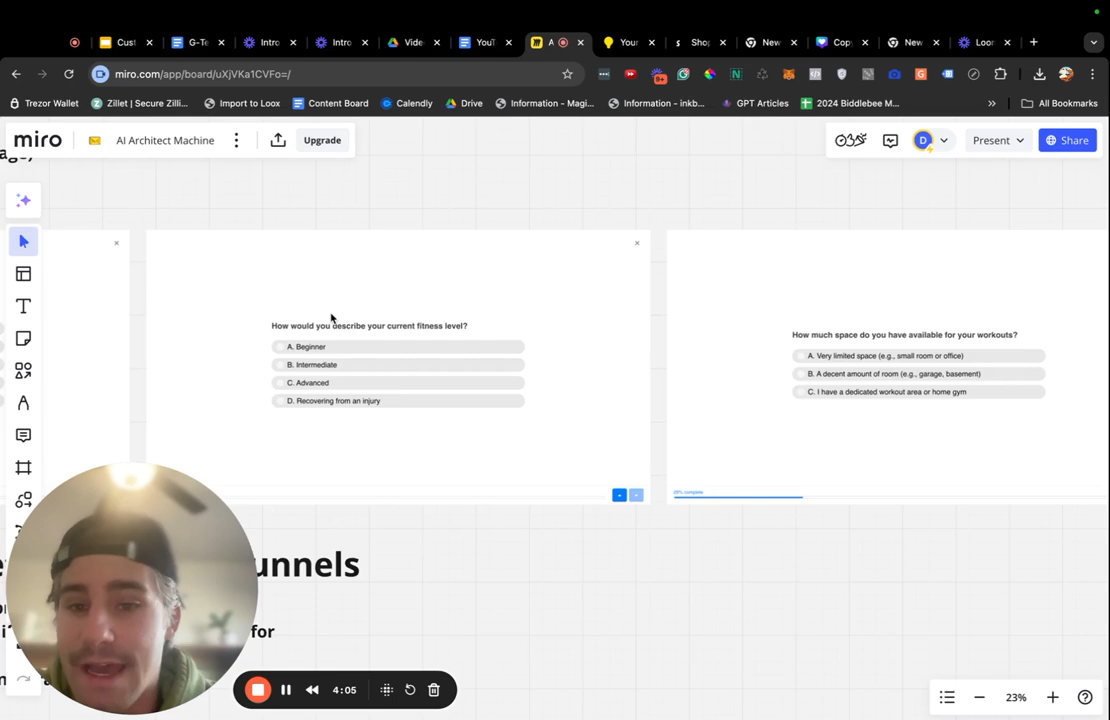 Cust
G-Te
Intro
Intro
Vide
YouT
A
Your
Shop
New
Copy
New
Loor
miro.com/app/board/uXjVKa1CVFo=/
Trezor Wallet
Zillet | Secure Zilli...
Import to Loox
Content Board
Calendly
Drive
Information - Magi...
Information - inkb...
GPT Articles
2024 Biddlebee M...
All Bookmarks
miro
AI Architect Machine
Upgrade
D
Present
Share
How would you describe your current fitness level?
A. Beginner
B. Intermediate
C. Advanced
D. Recovering from an injury
How much space do you have available for your workouts?
A. Very limited space (e.g., small room or office)
B. A decent amount of room (e.g., garage, basement)
C. I have a dedicated workout area or home gym
unnels
for
4:05
23%